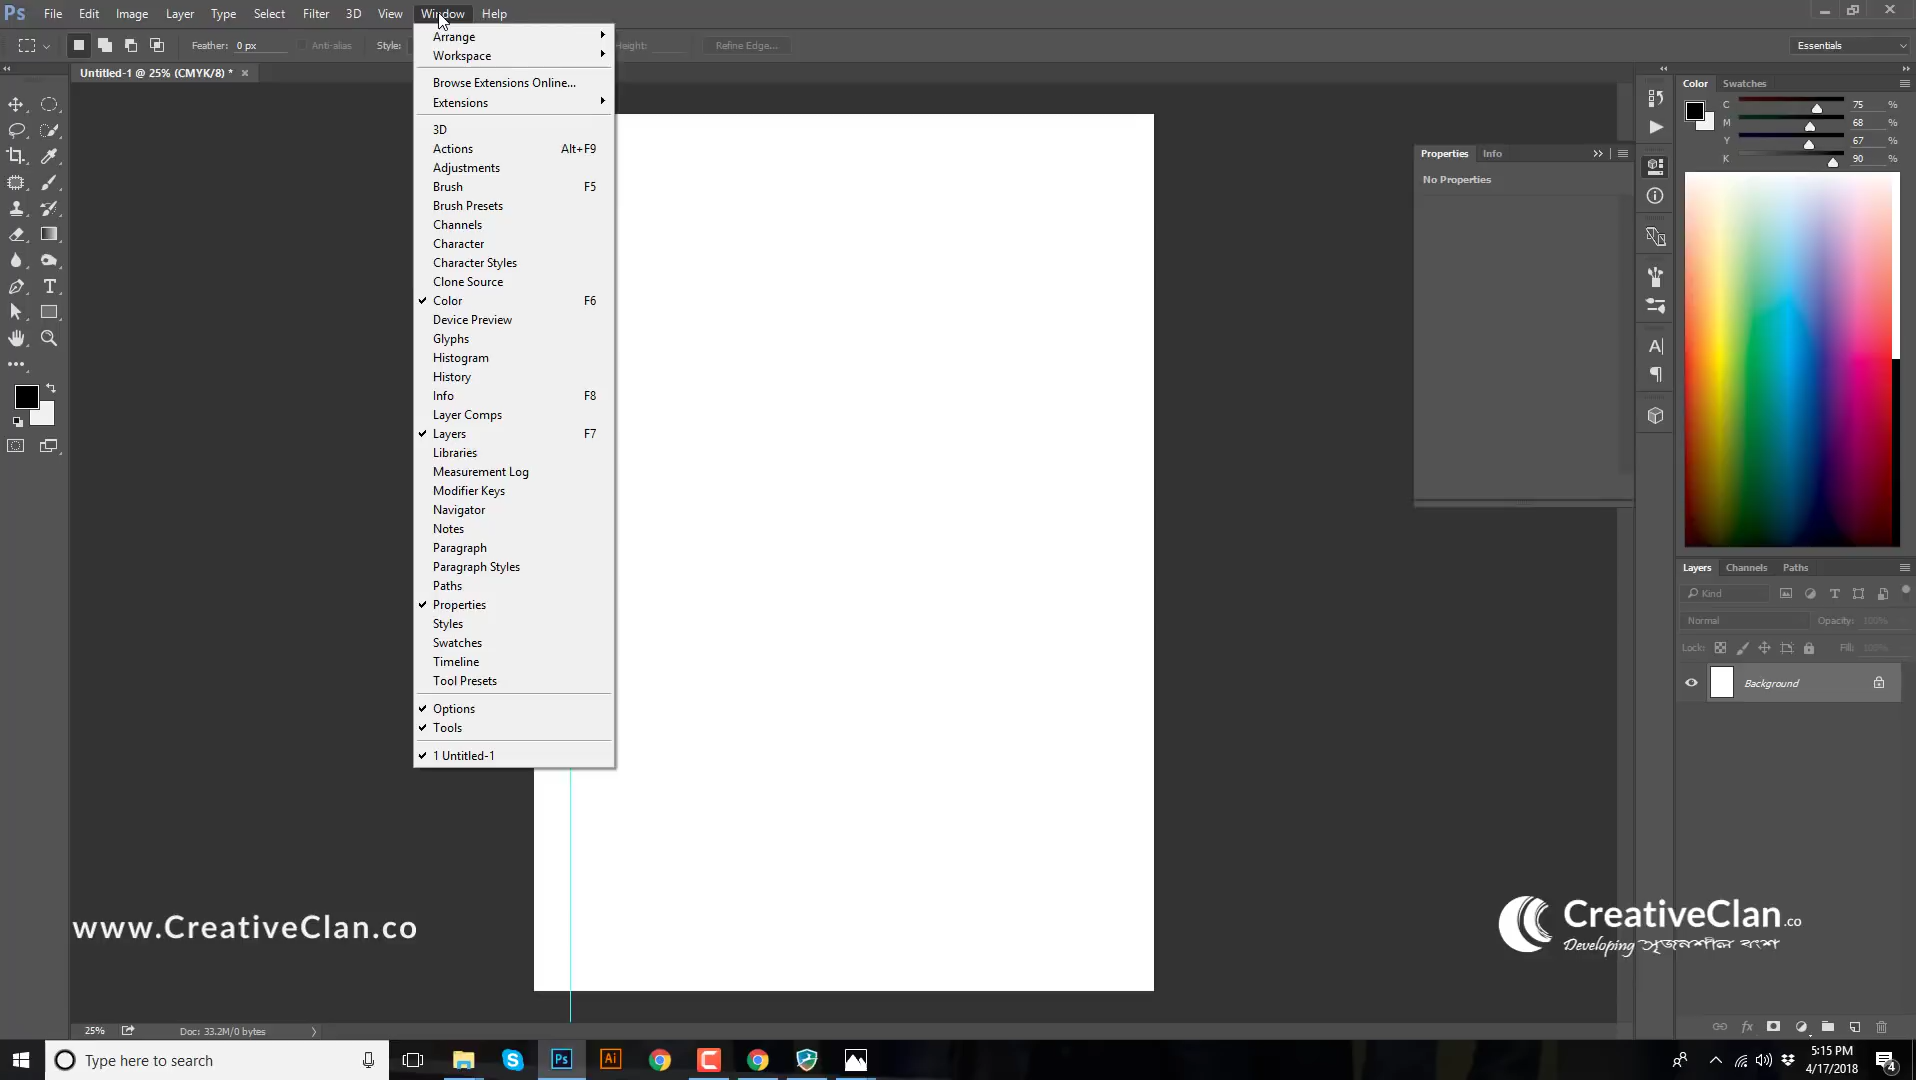 Ps File Edit Image Layer Type Select Filter 3D View Window Help
Feather: 0 px Anti-alias Style: Height: Refine Edge... Essentials
Untitled-1 @ 25% (CMYK/8) * ×
Arrange
Workspace
Browse Extensions Online...
Extensions
3D
Actions Alt+F9
Adjustments
Brush F5
Brush Presets
Channels
Character
Character Styles
Clone Source
Color F6
Device Preview
Glyphs
Histogram
History
Info F8
Layer Comps
Layers F7
Libraries
Measurement Log
Modifier Keys
Navigator
Notes
Paragraph
Paragraph Styles
Paths
Properties
Styles
Swatches
Timeline
Tool Presets
Options
Tools
1 Untitled-1
Properties Info
No Properties
Color Swatches
C 75 %
M 68 %
Y 67 %
K 90 %
Layers Channels Paths
Kind
Normal Opacity: 100%
Lock: Fill: 100%
Background
www.CreativeClan.co
CreativeClan.co
Developing সৃজনশীল বংশ
25% Doc: 33.2M/0 bytes
Type here to search
Ps Ai
5:15 PM
4/17/2018
4